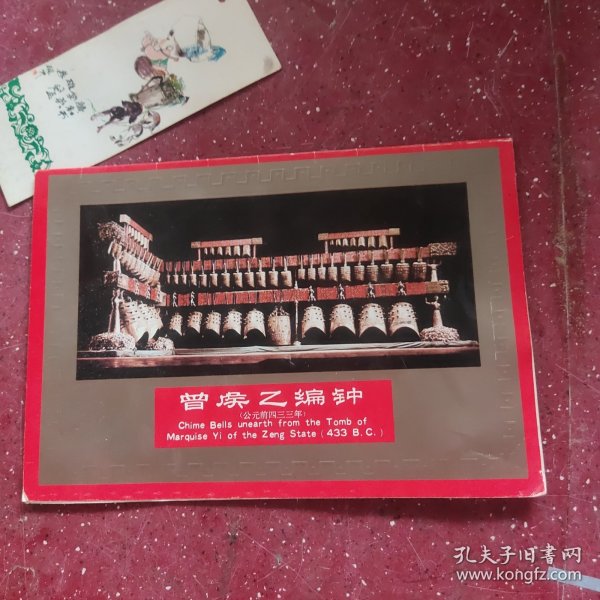 曾侯乙编钟
(公元前四三三年)
Chime Bells unearth from the Tomb of
Marquise Yi of the Zeng State (433 B.C.)
孔夫子旧书网
www.kongfz.com